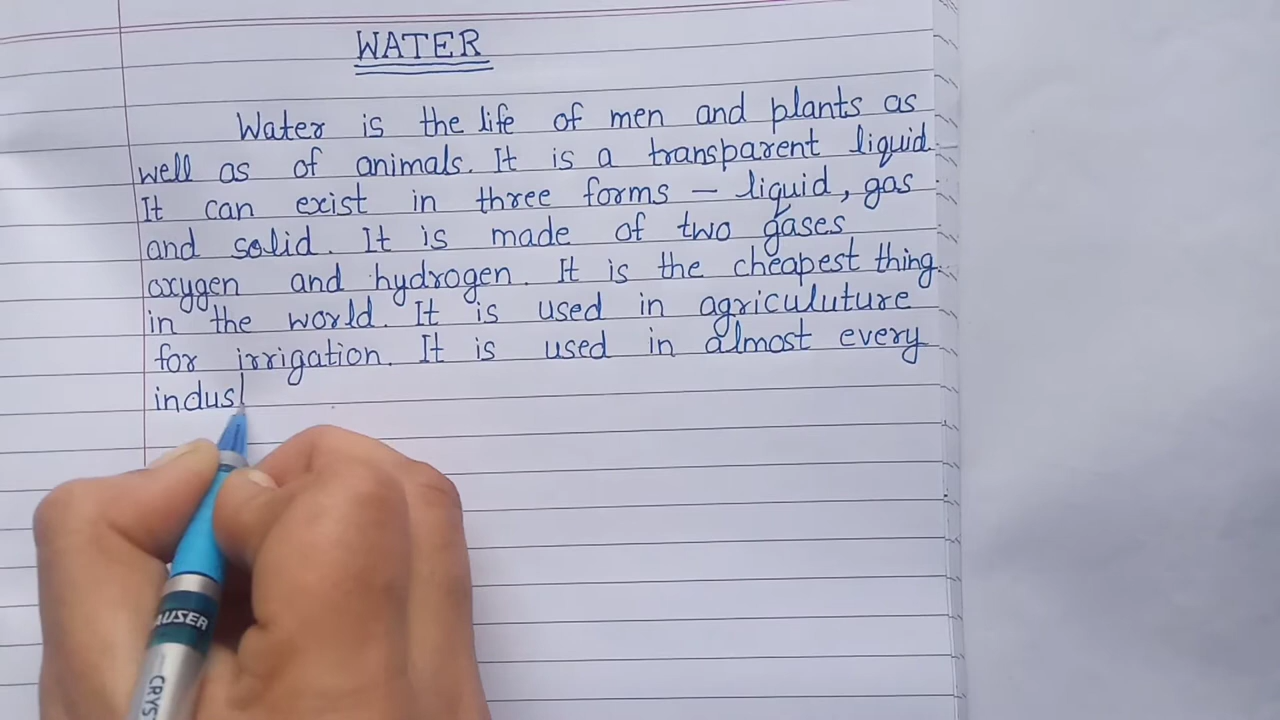 WATER
Water is the life of men and plants as
well as of animals. It is a transparent liquid.
It can exist in three forms – liquid, gas
and solid. It is made of two gases
oxygen and hydrogen. It is the cheapest thing.
in the world. It is used in agricululture
for irrigation. It is used in almost every
indus
AUSER
CRYS